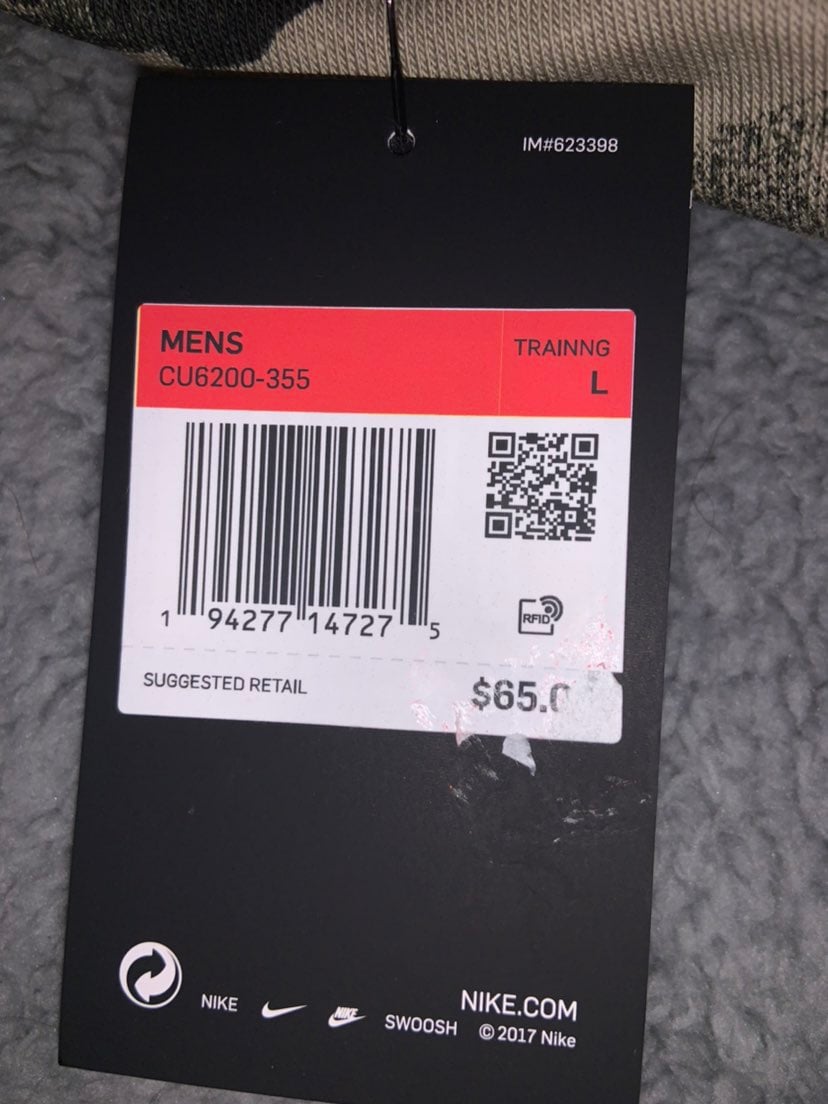 IM#623398
MENS
TRAINNG
CU6200-355
L
1 94277 14727 5
RFID
SUGGESTED RETAIL
$65.0
NIKE
NIKE
SWOOSH
NIKE.COM
© 2017 Nike